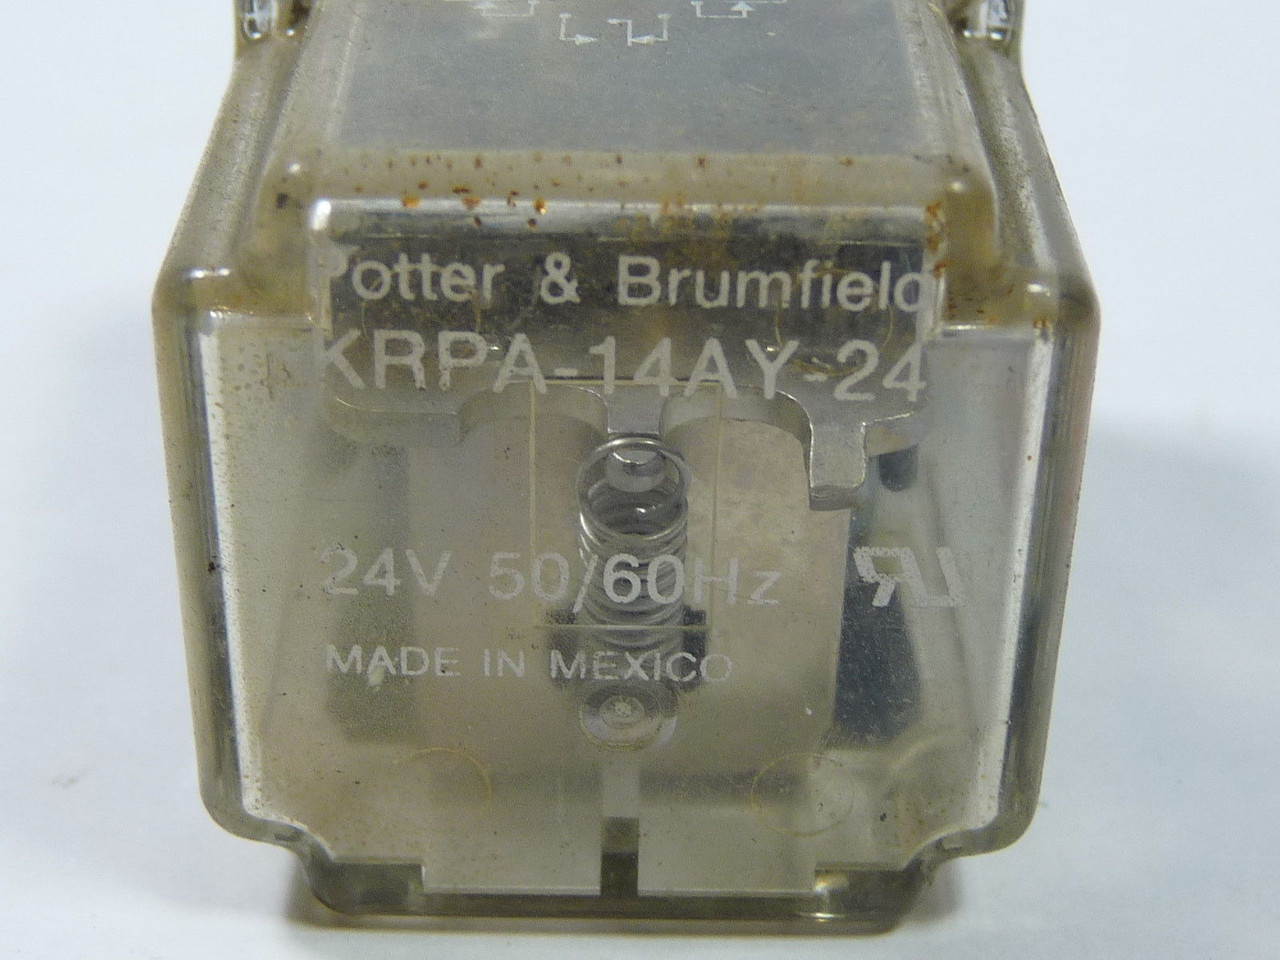 Potter & Brumfield
KRPA-14AY-24
24V 50/60Hz
MADE IN MEXICO